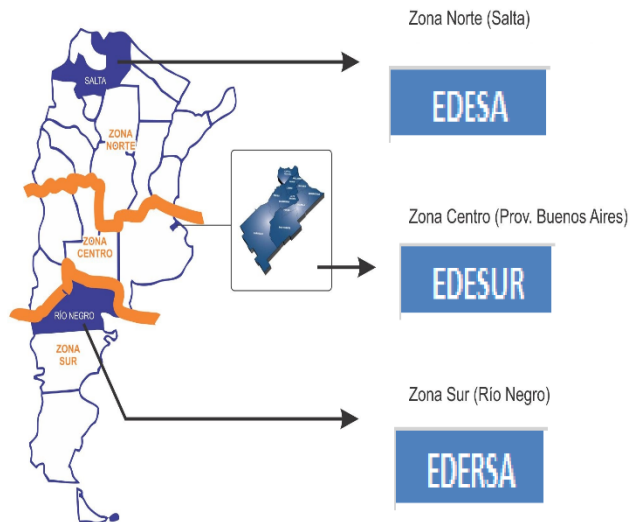 Zona Norte (Salta)
SALTA
EDESA
ZONA
NORTE
Zona Centro (Prov. Buenos Aires)
ZONA
CENTRO
EDESUR
RÍO NEGRO
ZONA
SUR
Zona Sur (Río Negro)
EDERSA